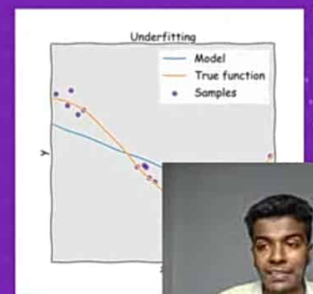 Underfitting
Model
True function
Samples
y